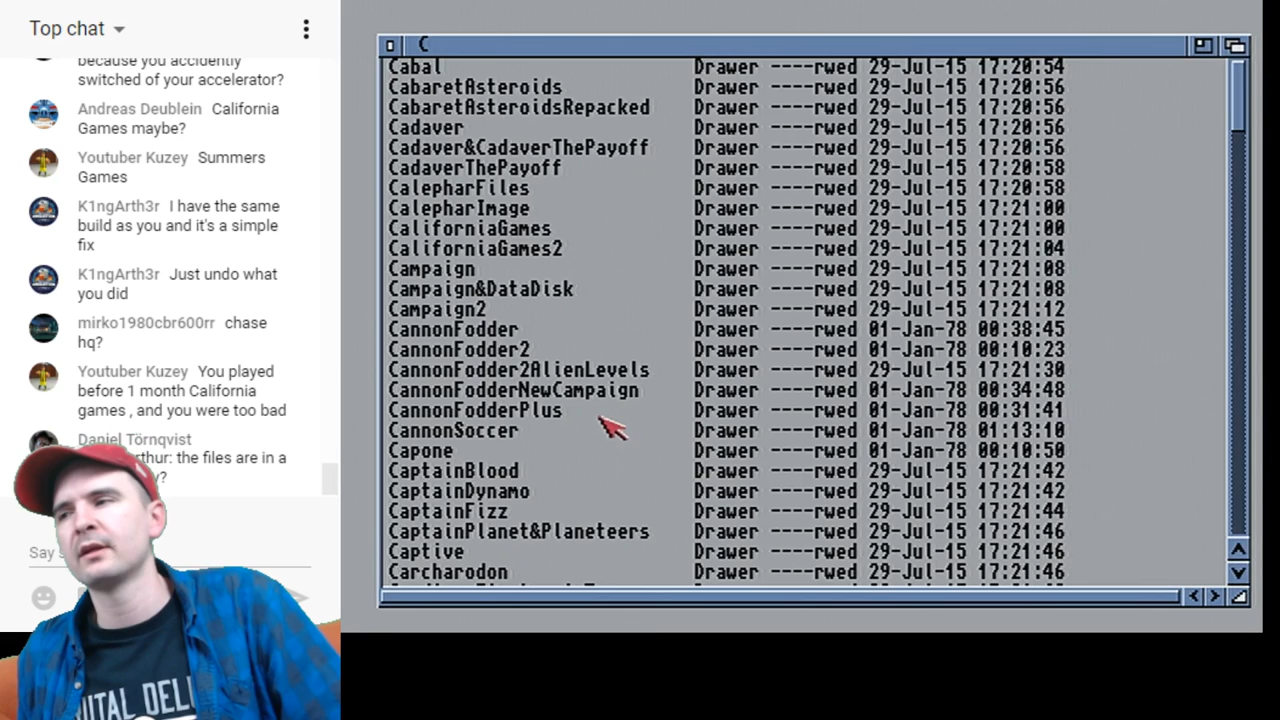 Top chat
because you accidently
switched of your accelerator?
Andreas Deublein California
Games maybe?
Youtuber Kuzey Summers
Games
K1ngArth3r I have the same
build as you and it's a simple
fix
K1ngArth3r Just undo what
you did
mirko1980cbr600rr chase
hq?
Youtuber Kuzey You played
before 1 month California
games , and you were too bad
Daniel Törnqvist
rthur: the files are in a
y?
Say
C
Cabal Drawer ----rwed 29-Jul-15 17:20:54
CabaretAsteroids Drawer ----rwed 29-Jul-15 17:20:56
CabaretAsteroidsRepacked Drawer ----rwed 29-Jul-15 17:20:56
Cadaver Drawer ----rwed 29-Jul-15 17:20:56
Cadaver&CadaverThePayoff Drawer ----rwed 29-Jul-15 17:20:56
CadaverThePayoff Drawer ----rwed 29-Jul-15 17:20:58
CalepharFiles Drawer ----rwed 29-Jul-15 17:20:58
CalepharImage Drawer ----rwed 29-Jul-15 17:21:00
CaliforniaGames Drawer ----rwed 29-Jul-15 17:21:00
CaliforniaGames2 Drawer ----rwed 29-Jul-15 17:21:04
Campaign Drawer ----rwed 29-Jul-15 17:21:08
Campaign&DataDisk Drawer ----rwed 29-Jul-15 17:21:08
Campaign2 Drawer ----rwed 29-Jul-15 17:21:12
CannonFodder Drawer ----rwed 01-Jan-78 00:38:45
CannonFodder2 Drawer ----rwed 01-Jan-78 00:10:23
CannonFodder2AlienLevels Drawer ----rwed 29-Jul-15 17:21:30
CannonFodderNewCampaign Drawer ----rwed 01-Jan-78 00:34:48
CannonFodderPlus Drawer ----rwed 01-Jan-78 00:31:41
CannonSoccer Drawer ----rwed 01-Jan-78 01:13:10
Capone Drawer ----rwed 01-Jan-78 00:10:50
CaptainBlood Drawer ----rwed 29-Jul-15 17:21:42
CaptainDynamo Drawer ----rwed 29-Jul-15 17:21:42
CaptainFizz Drawer ----rwed 29-Jul-15 17:21:44
CaptainPlanet&Planeteers Drawer ----rwed 29-Jul-15 17:21:46
Captive Drawer ----rwed 29-Jul-15 17:21:46
Carcharodon Drawer ----rwed 29-Jul-15 17:21:46